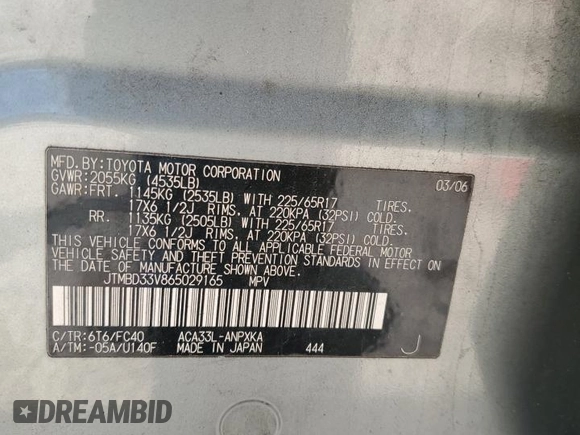 MFD.BY:TOYOTA MOTOR CORPORATION 03/06
GVWR:2055KG (4535LB)
GAWR:FRT. 1145KG (2535LB) WITH 225/65R17 TIRES.
17X6 1/2J RIMS. AT 220KPA (32PSI) COLD.
RR. 1135KG (2505LB) WITH 225/65R17 TIRES.
17X6 1/2J RIMS. AT 220KPA (32PSI) COLD.
THIS VEHICLE CONFORMS TO ALL APPLICABLE FEDERAL MOTOR
VEHICLE SAFETY AND THEFT PREVENTION STANDARDS IN EFFECT
ON THE DATE OF MANUFACTURE SHOWN ABOVE.
JTMBD33V865029165 MPV
C/TR:6T6/FC40 ACA33L-ANPXKA
A/TM:-05A/U140F MADE IN JAPAN 444 J
DREAMBID